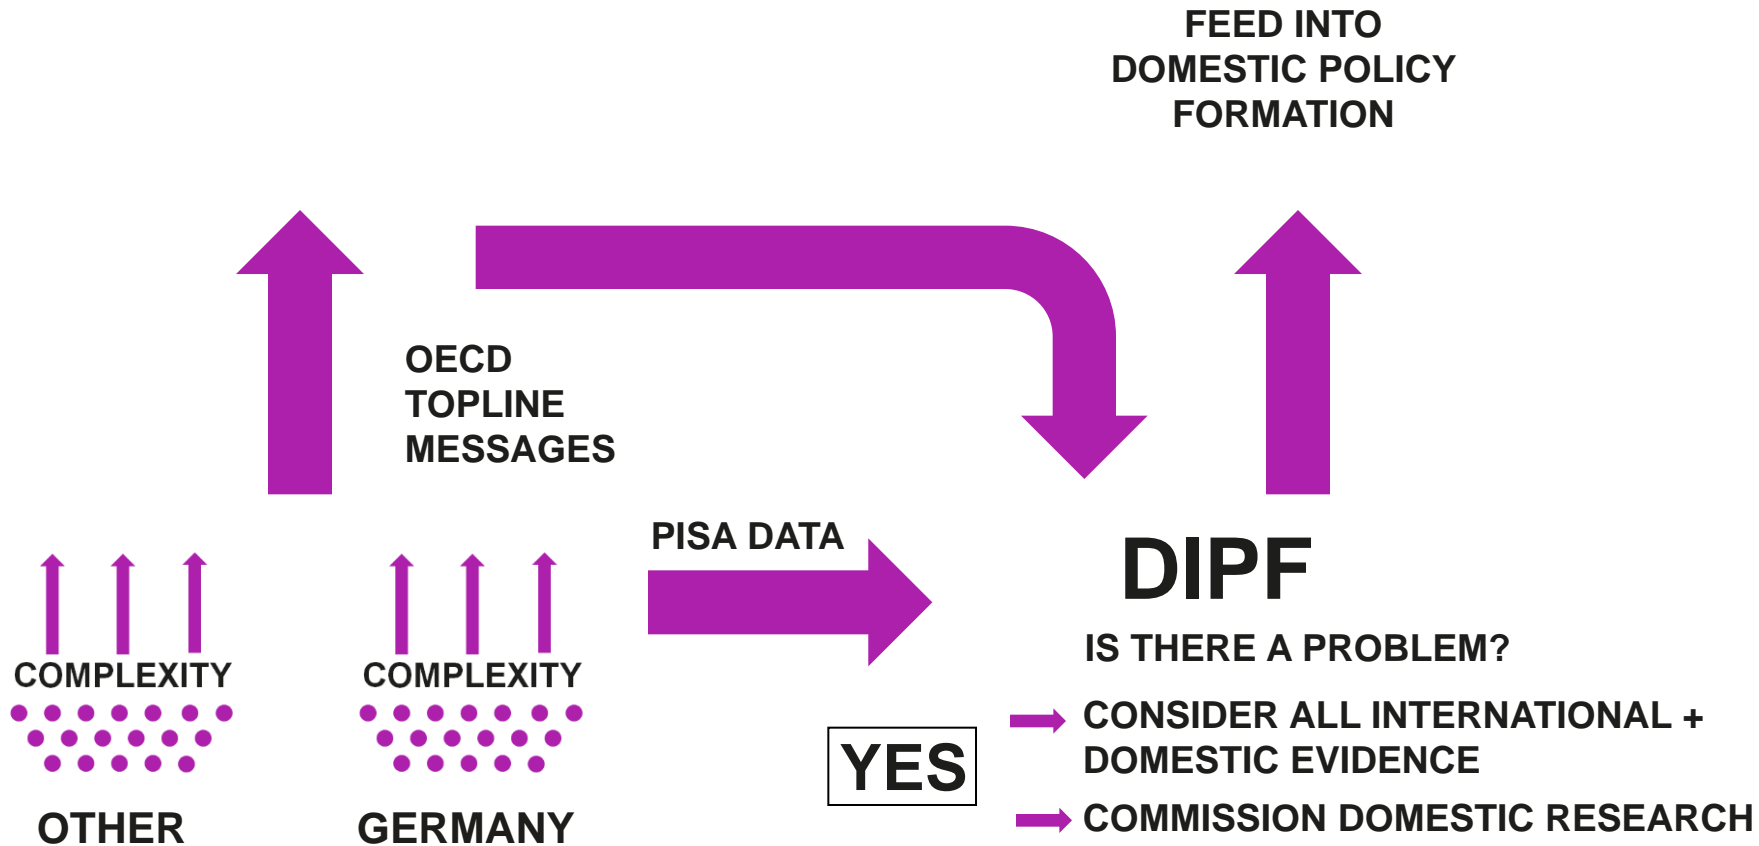 FEED INTO
DOMESTIC POLICY
FORMATION
OECD
TOPLINE
MESSAGES
PISA DATA
DIPF
IS THERE A PROBLEM?
COMPLEXITY
COMPLEXITY
YES
CONSIDER ALL INTERNATIONAL +
DOMESTIC EVIDENCE
COMMISSION DOMESTIC RESEARCH
OTHER
GERMANY